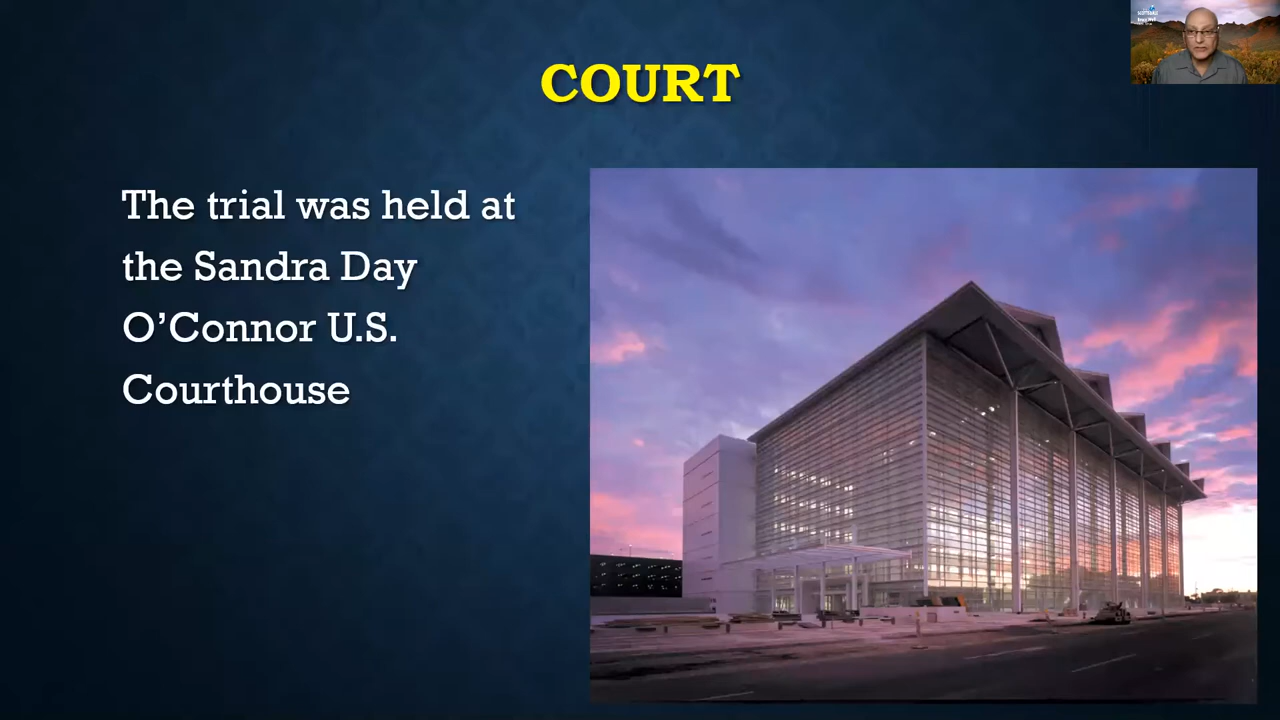 COURT
The trial was held at
the Sandra Day
O’Connor U.S.
Courthouse